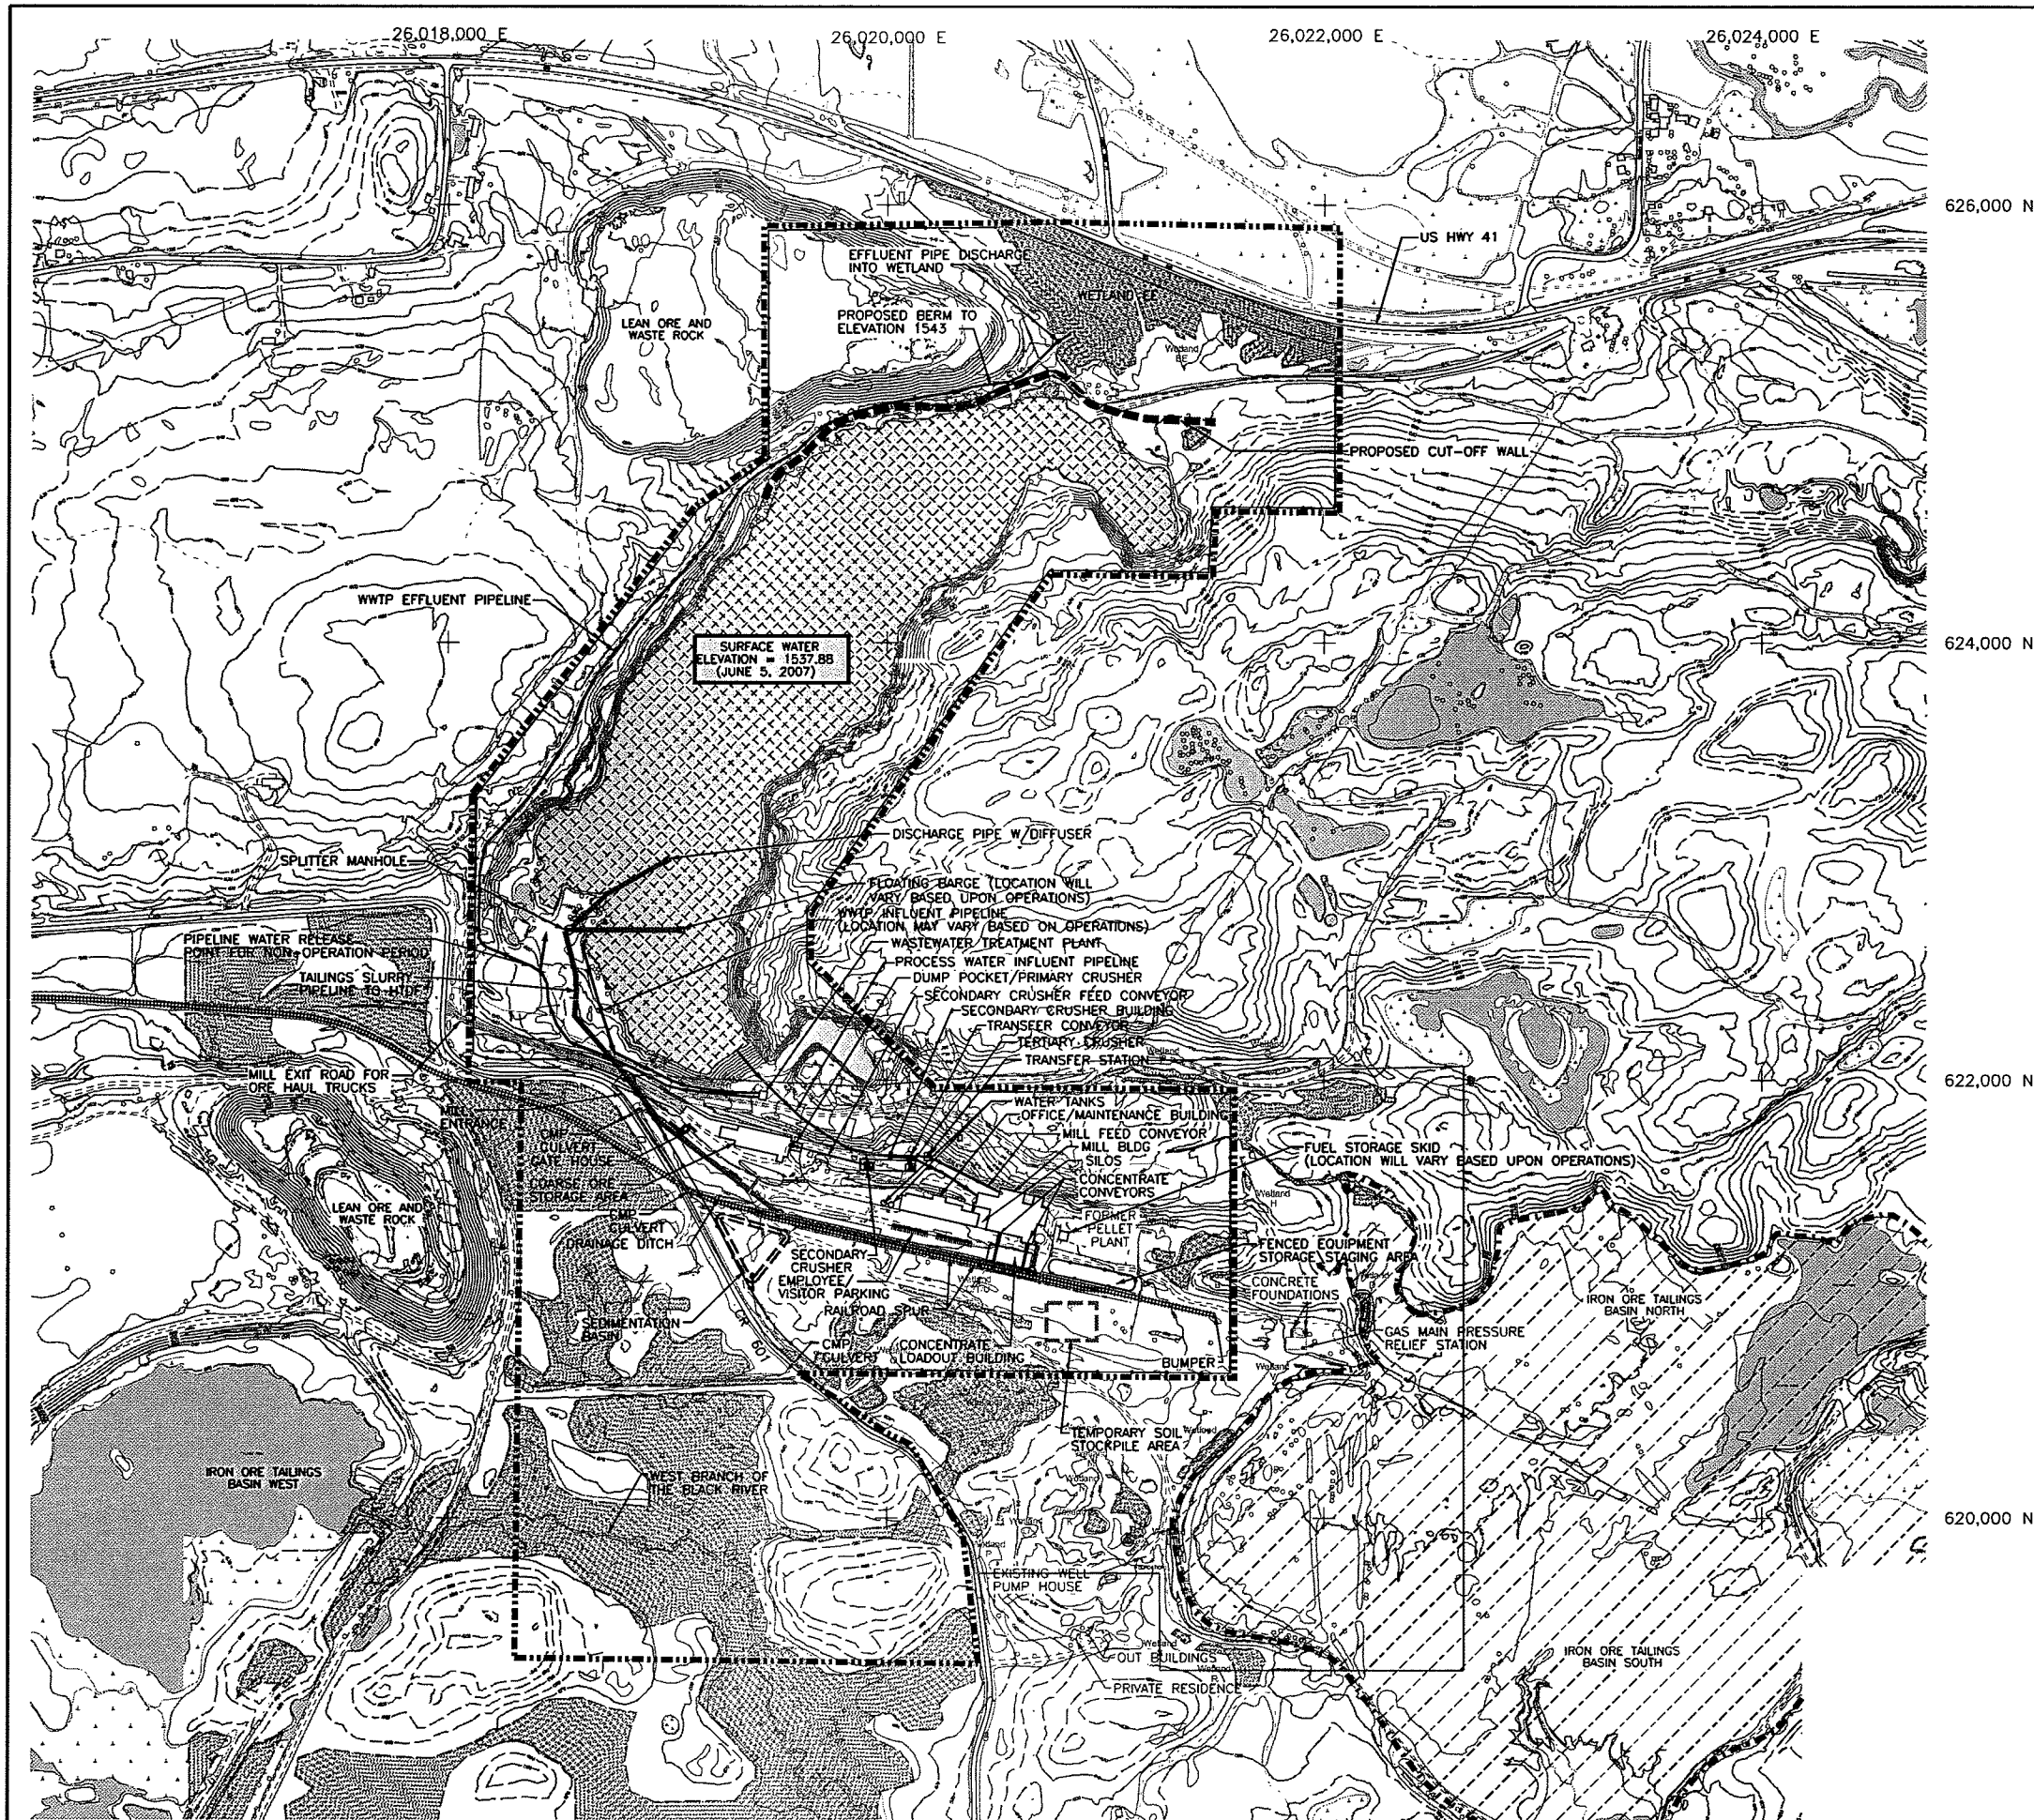 26,018,000 E
26,020,000 E
26,022,000 E
26,024,000 E
626,000 N
US HWY 41
EFFLUENT PIPE DISCHARGE
INTO WETLAND
WETLAND EE
PROPOSED BERM TO
ELEVATION 1543
LEAN ORE AND
WASTE ROCK
Wetland
EE
PROPOSED CUT-OFF WALL
WWTP EFFLUENT PIPELINE
SURFACE WATER
ELEVATION = 1537.88
(JUNE 5, 2007)
624,000 N
DISCHARGE PIPE W/DIFFUSER
SPLITTER MANHOLE
FLOATING BARGE (LOCATION WILL
VARY BASED UPON OPERATIONS)
WWTP INFLUENT PIPELINE
(LOCATION MAY VARY BASED ON OPERATIONS)
PIPELINE WATER RELEASE
POINT FOR NON-OPERATION PERIOD
WASTEWATER TREATMENT PLANT
PROCESS WATER INFLUENT PIPELINE
TAILINGS SLURRY
PIPELINE TO HTDF
DUMP POCKET/PRIMARY CRUSHER
SECONDARY CRUSHER FEED CONVEYOR
SECONDARY CRUSHER BUILDING
TRANSFER CONVEYOR
TERTIARY CRUSHER
TRANSFER STATION
MILL EXIT ROAD FOR
ORE HAUL TRUCKS
622,000 N
WATER TANKS
OFFICE/MAINTENANCE BUILDING
MILL
ENTRANCE
MILL FEED CONVEYOR
MILL BLDG
SILOS
CMP
CULVERT
GATE HOUSE
FUEL STORAGE SKID
(LOCATION WILL VARY BASED UPON OPERATIONS)
CONCENTRATE
CONVEYORS
COARSE ORE
STORAGE AREA
Wetland
H
LEAN ORE AND
WASTE ROCK
FORMER
PELLET
PLANT
CMP
CULVERT
DRAINAGE DITCH
FENCED EQUIPMENT
STORAGE/STAGING AREA
SECONDARY
CRUSHER
EMPLOYEE/
VISITOR PARKING
CONCRETE
FOUNDATIONS
RAILROAD SPUR
IRON ORE TAILINGS
BASIN NORTH
SEDIMENTATION
BASIN
CR 601
GAS MAIN PRESSURE
RELIEF STATION
CMP
CULVERT
CONCENTRATE
LOADOUT BUILDING
BUMPER
TEMPORARY SOIL
STOCKPILE AREA
IRON ORE TAILINGS
BASIN WEST
WEST BRANCH OF
THE BLACK RIVER
620,000 N
EXISTING WELL
PUMP HOUSE
OUT BUILDINGS
Wetland
R
PRIVATE RESIDENCE
IRON ORE TAILINGS
BASIN SOUTH